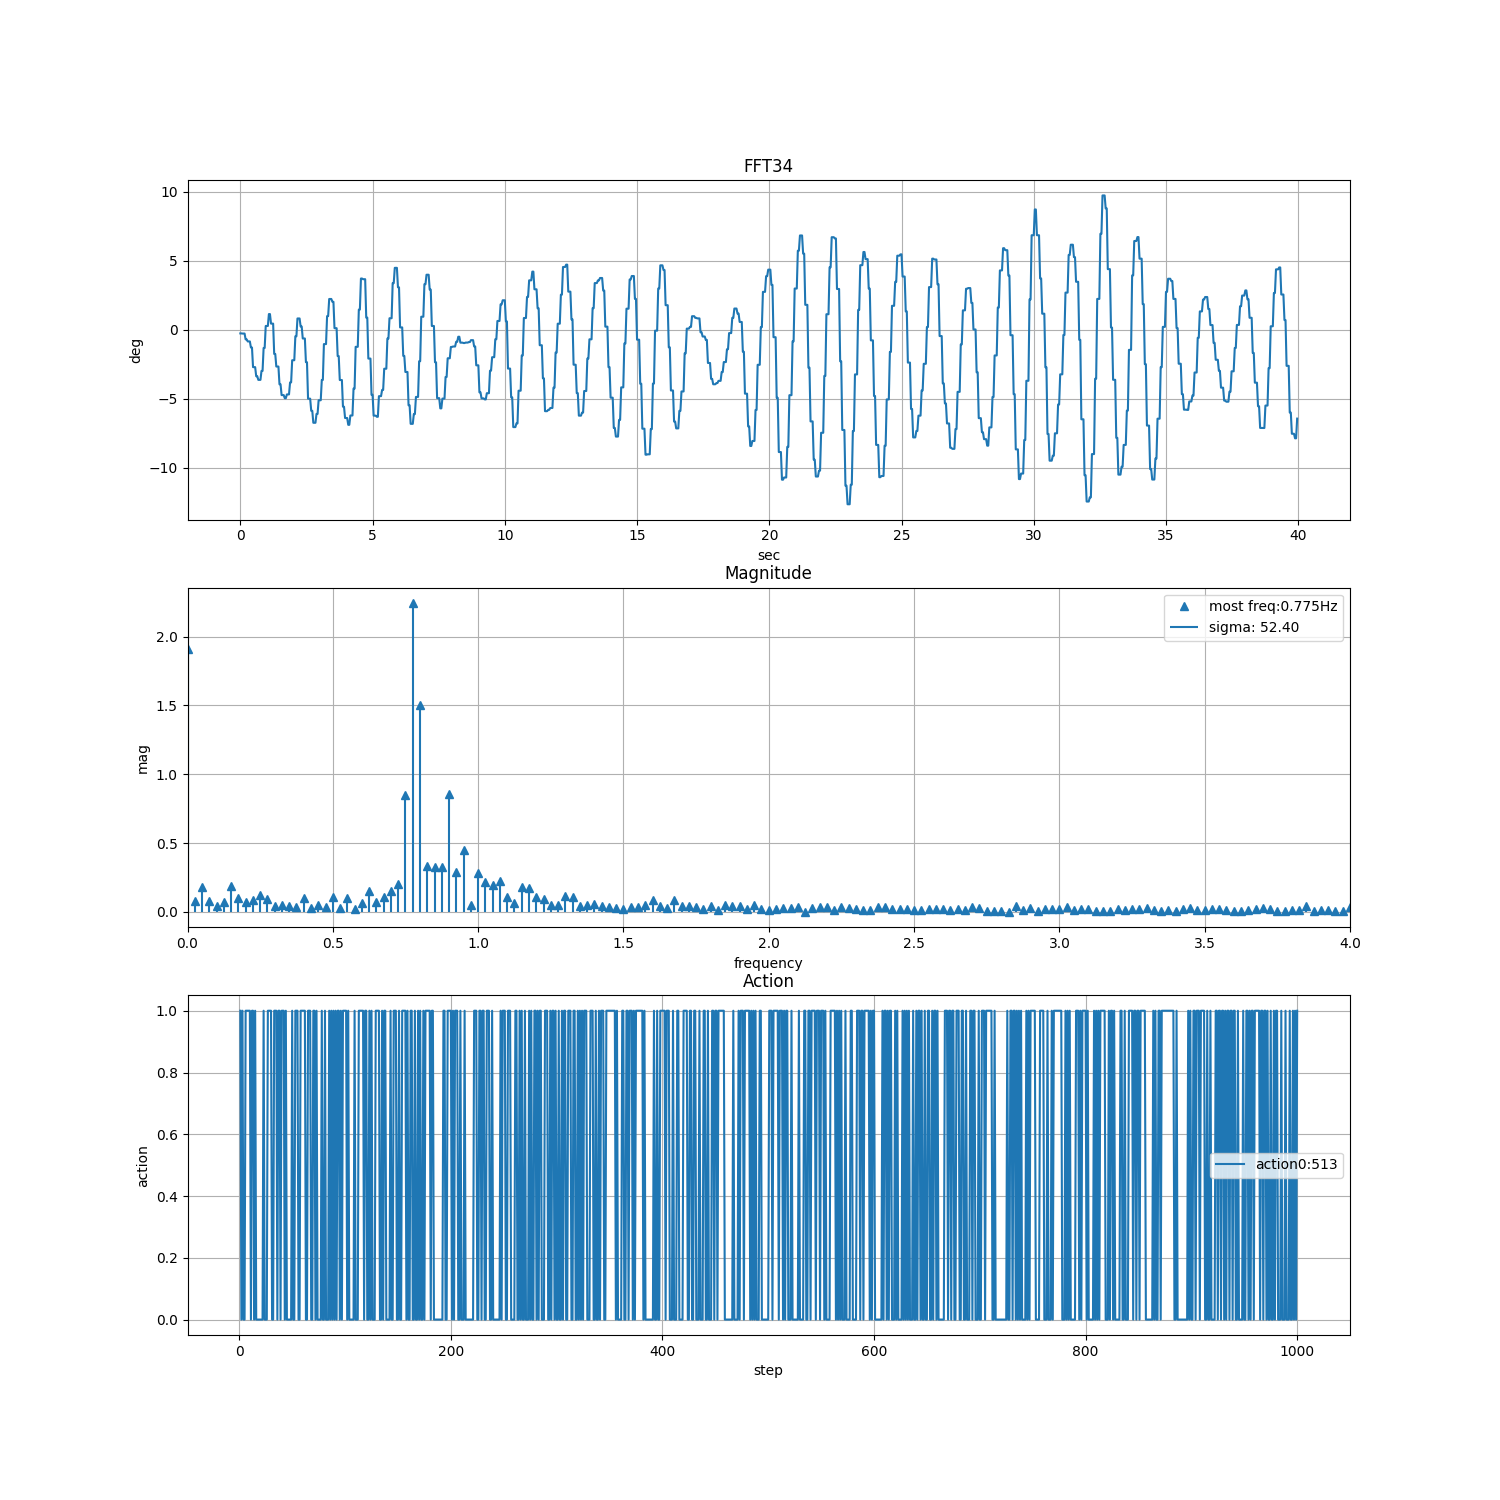 FFT34
10
5
0
−5
−10
deg
0 5 10 15 20 25 30 35 40
sec
Magnitude
most freq:0.775Hz
sigma: 52.40
2.0
1.5
1.0
0.5
0.0
mag
0.0 0.5 1.0 1.5 2.0 2.5 3.0 3.5 4.0
frequency
Action
1.0
0.8
0.6
0.4
0.2
0.0
action
action0:513
0 200 400 600 800 1000
step